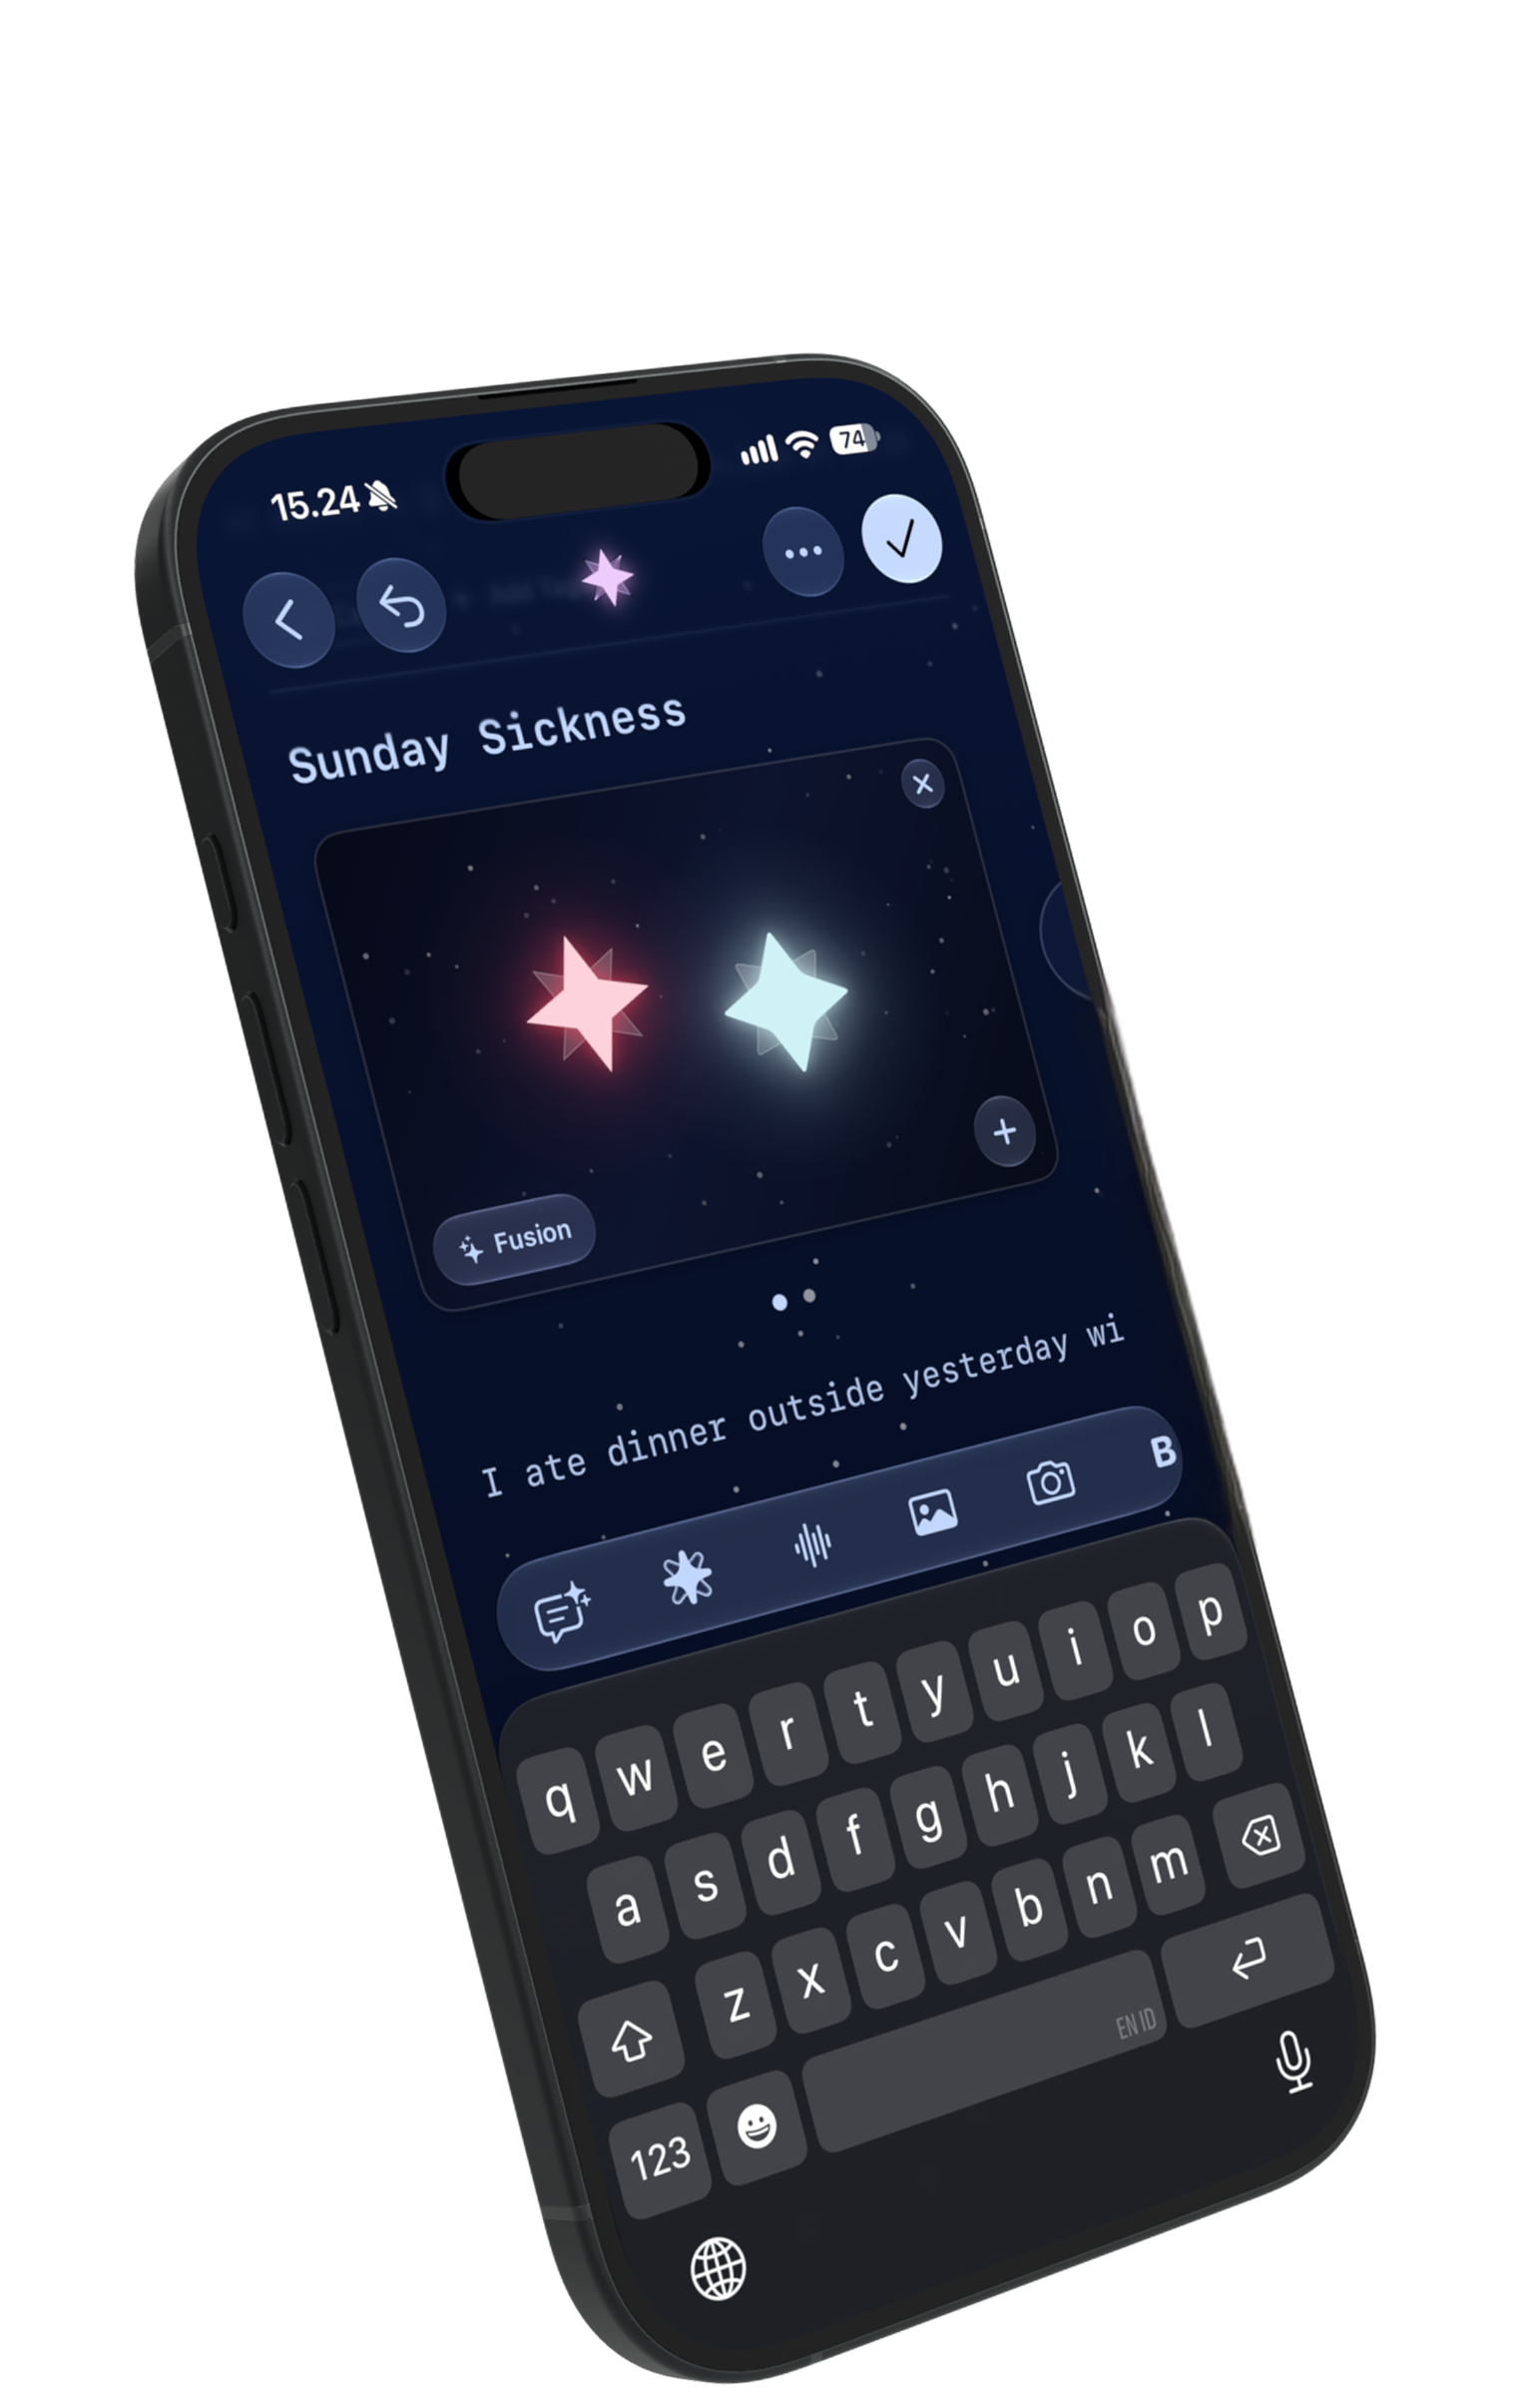 15.24
74
Sunday Sickness
Fusion
I ate dinner outside yesterday wi
B
q w e r t y u i o p
a s d f g h j k l
z x c v b n m
123
EN ID